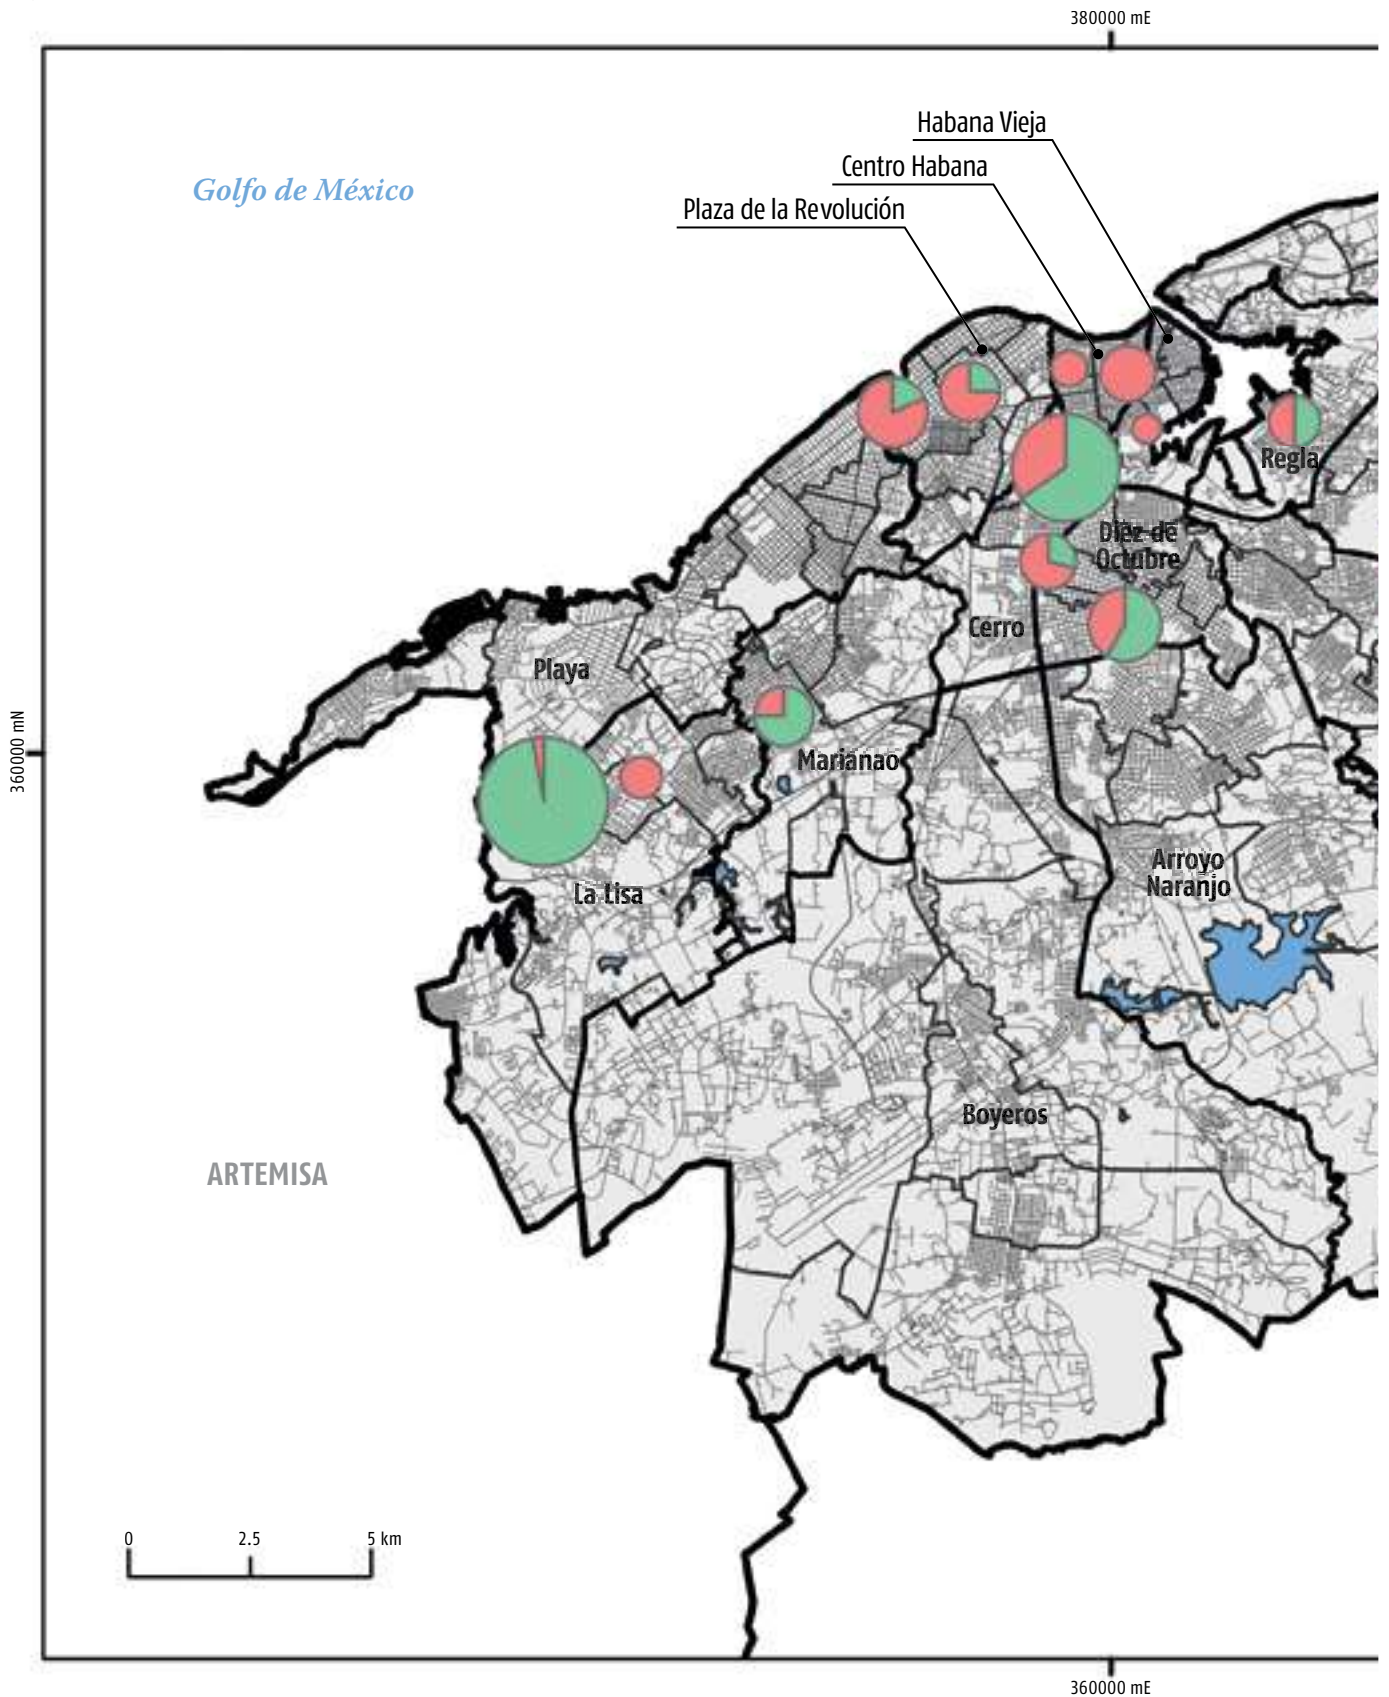 380000 mE
Habana Vieja
Centro Habana
Golfo de México
Plaza de la Revolución
Regla
Diez de
Octubre
Cerro
Playa
360000 mN
Marianao
Arroyo
Naranjo
La Lisa
Boyeros
ARTEMISA
0 2.5 5 km
360000 mE